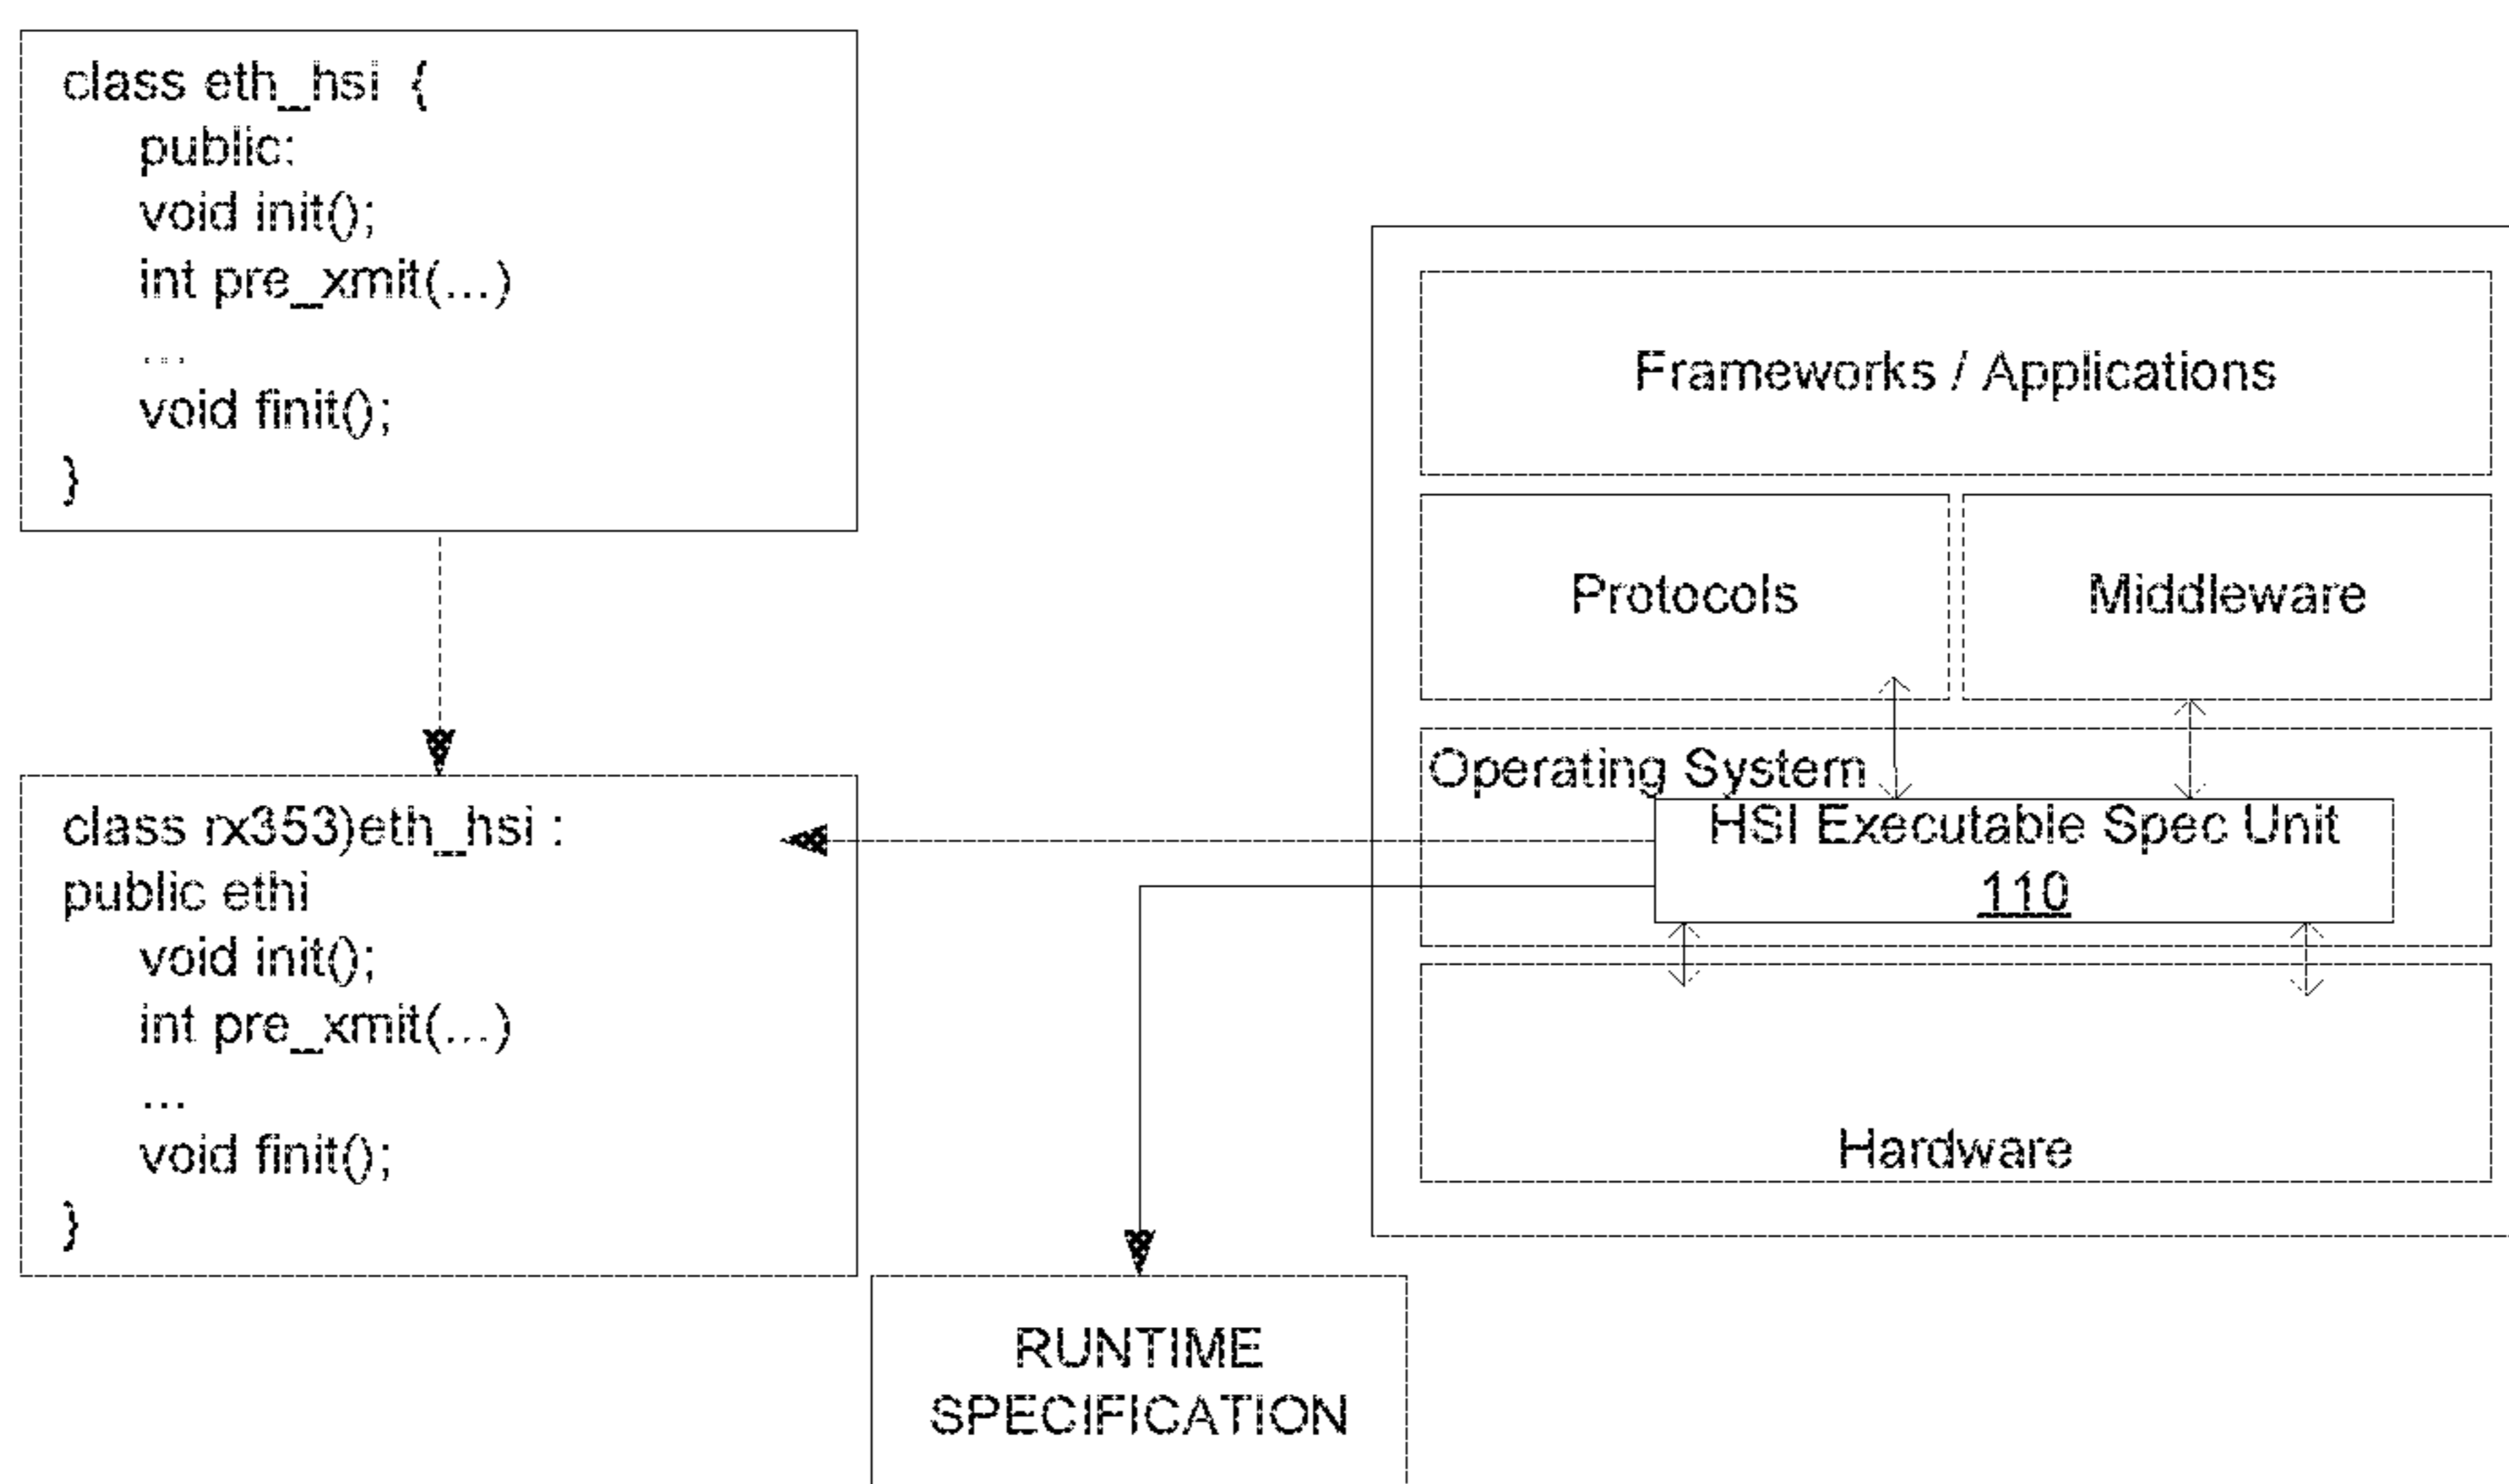 class eth_hsi {
public:
void init();
int pre_xmit(...)
...
void finit();
}
class rx353)eth_hsi :
public ethi
void init();
int pre_xmit(...)
...
void finit();
}
Frameworks / Applications
Protocols
Middleware
Operating System
HSI Executable Spec Unit
110
Hardware
RUNTIME
SPECIFICATION